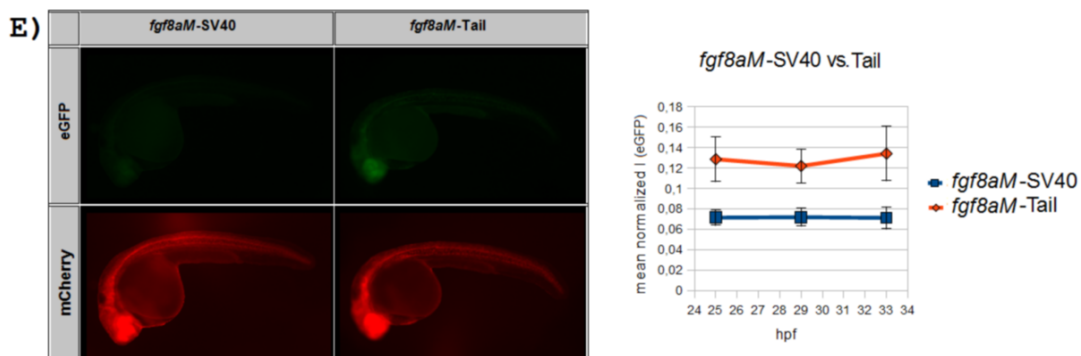 E)
fgf8aM-SV40 fgf8aM-Tail
eGFP
mCherry
fgf8aM-SV40 vs.Tail
mean normalized I (eGFP)
0,18
0,16
0,14
0,12
0,1
0,08
0,06
0,04
0,02
0
24 25 26 27 28 29 30 31 32 33 34
hpf
fgf8aM-SV40
fgf8aM-Tail